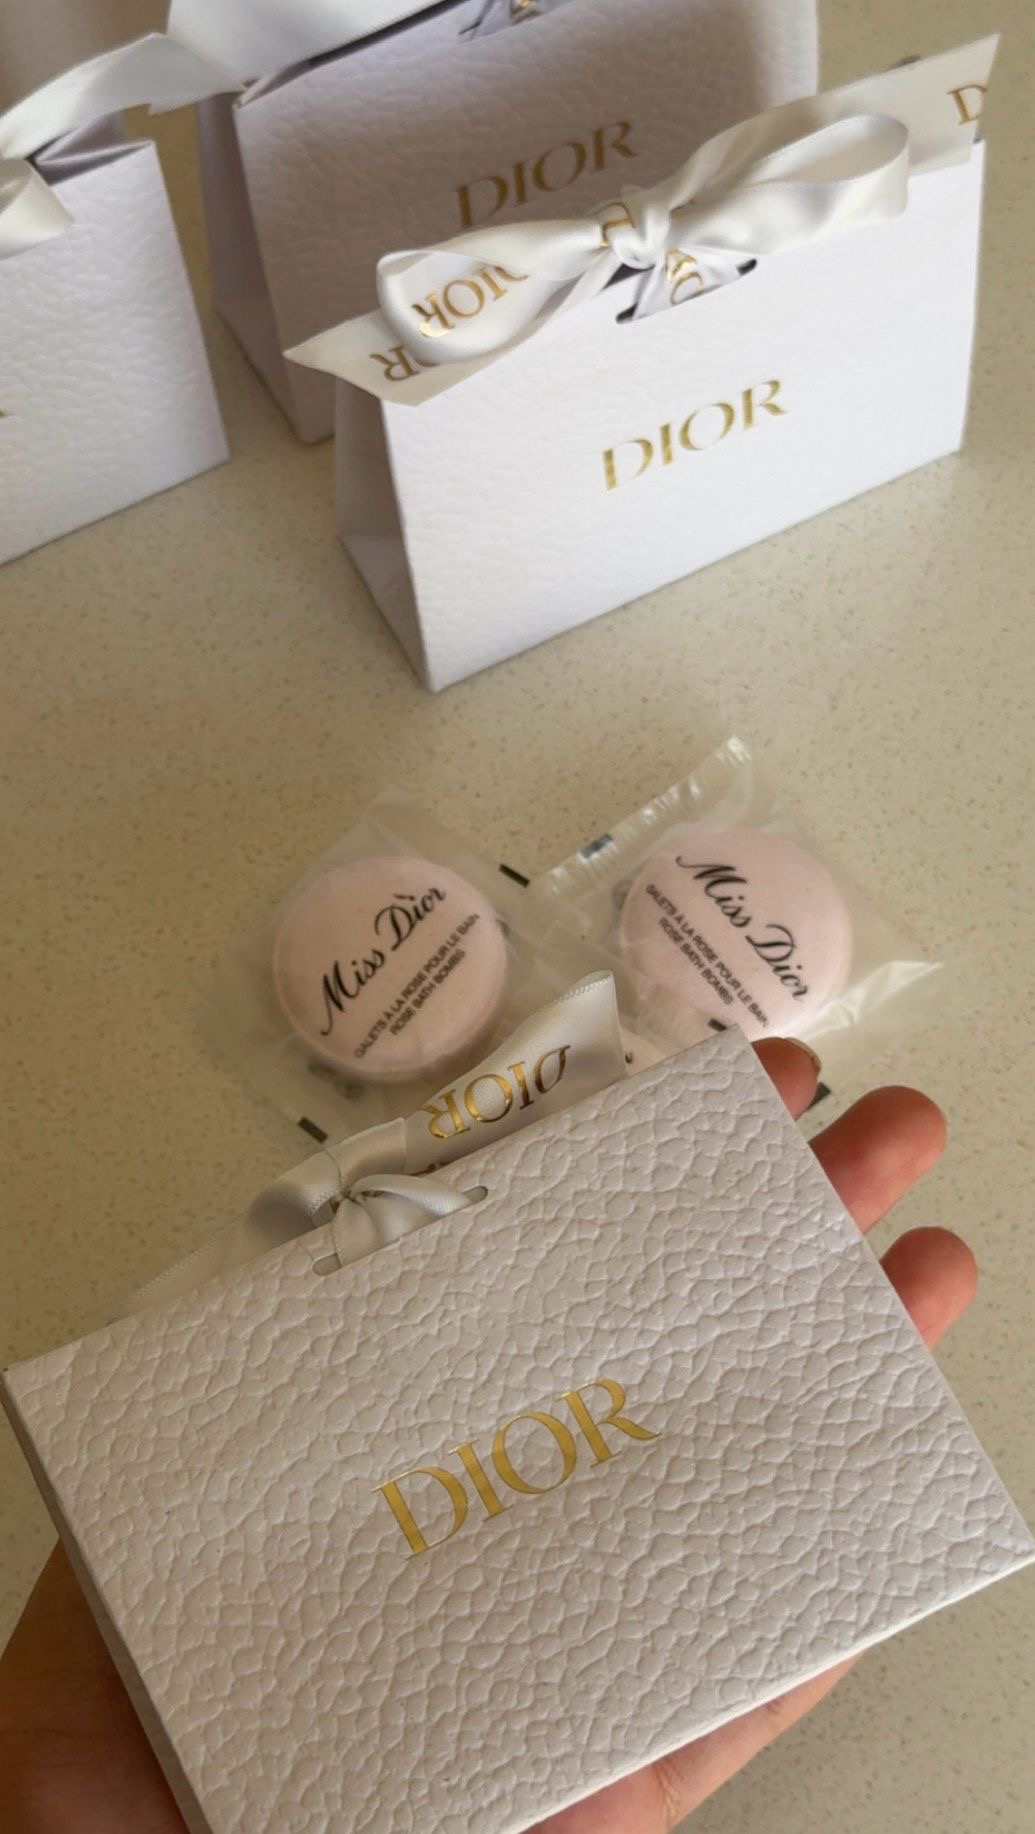 DIOR
D
DIOR
DIOR
DIOR
Miss Dior
GALETS À LA ROSE POUR LE BAIN
ROSE BATH BOMBS
Miss Dior
GALETS À LA ROSE POUR LE BAIN
ROSE BATH BOMBS
DIOR
DIOR